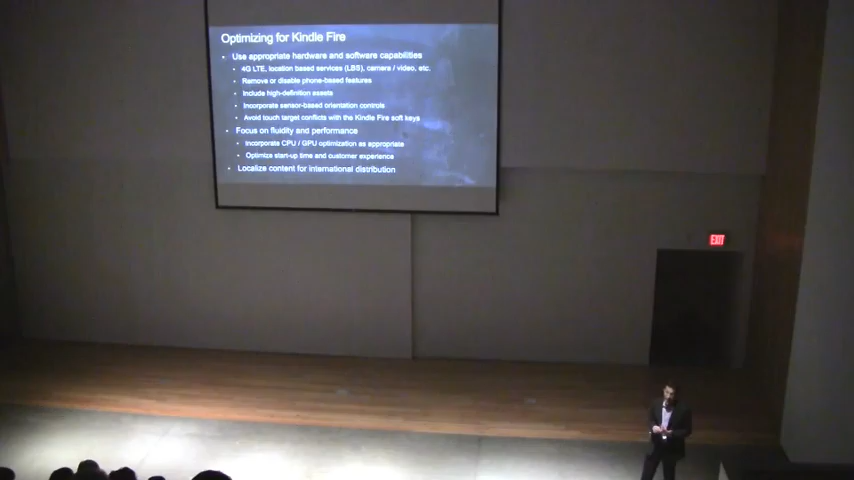 Optimizing for Kindle Fire
• Use appropriate hardware and software capabilities
• 4G LTE, location based services (LBS), camera / video, etc.
• Remove or disable phone-based features
• Include high-definition assets
• Incorporate sensor-based orientation controls
• Avoid touch target conflicts with the Kindle Fire soft keys
• Focus on fluidity and performance
• Incorporate CPU / GPU optimization as appropriate
• Optimize start-up time and customer experience
• Localize content for international distribution
EXIT